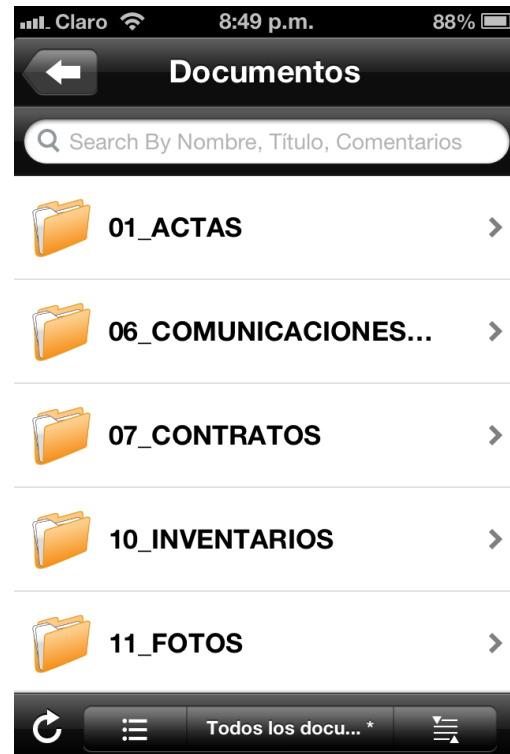 Claro 8:49 p.m. 88%
Documentos
Search By Nombre, Título, Comentarios
01_ACTAS
06_COMUNICACIONES...
07_CONTRATOS
10_INVENTARIOS
11_FOTOS
Todos los docu... *